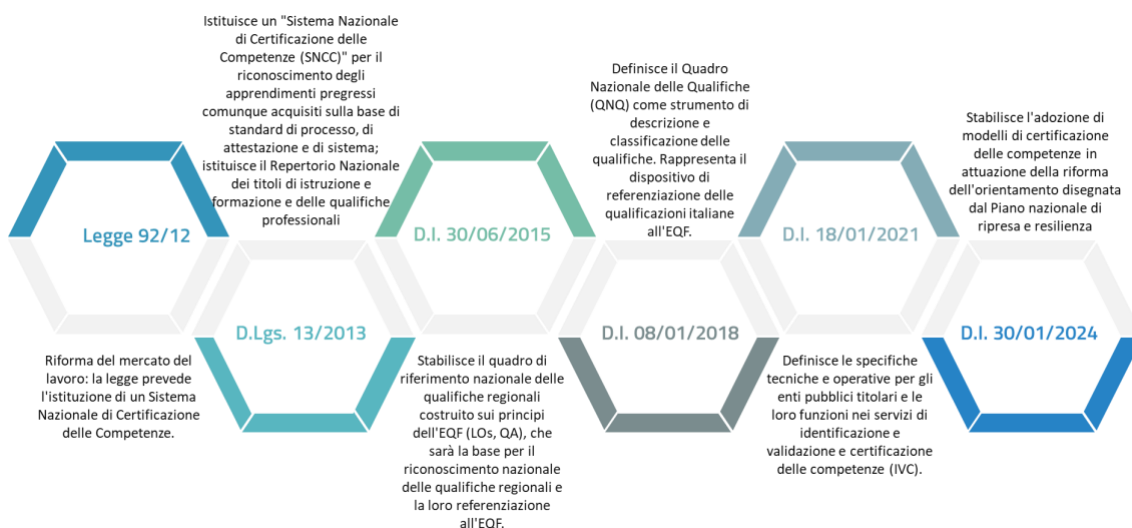 Legge 92/12
Riforma del mercato del
lavoro: la legge prevede
l'istituzione di un Sistema
Nazionale di Certificazione
delle Competenze.
Istituisce un "Sistema Nazionale
di Certificazione delle
Competenze (SNCC)" per il
riconoscimento degli
apprendimenti pregressi
comunque acquisiti sulla base di
standard di processo, di
attestazione e di sistema;
istituisce il Repertorio Nazionale
dei titoli di istruzione e
formazione e delle qualifiche
professionali
D.Lgs. 13/2013
D.I. 30/06/2015
Stabilisce il quadro di
riferimento nazionale delle
qualifiche regionali
costruito sui principi
dell'EQF (LOs, QA), che
sarà la base per il
riconoscimento nazionale
delle qualifiche regionali e
la loro referenziazione
all'EQF.
Definisce il Quadro
Nazionale delle Qualifiche
(QNQ) come strumento di
descrizione e
classificazione delle
qualifiche. Rappresenta il
dispositivo di
referenziazione delle
qualificazioni italiane
all'EQF.
D.I. 08/01/2018
D.I. 18/01/2021
Definisce le specifiche
tecniche e operative per gli
enti pubblici titolari e le
loro funzioni nei servizi di
identificazione e
validazione e certificazione
delle competenze (IVC).
Stabilisce l'adozione di
modelli di certificazione
delle competenze in
attuazione della riforma
dell'orientamento disegnata
dal Piano nazionale di
ripresa e resilienza
D.I. 30/01/2024